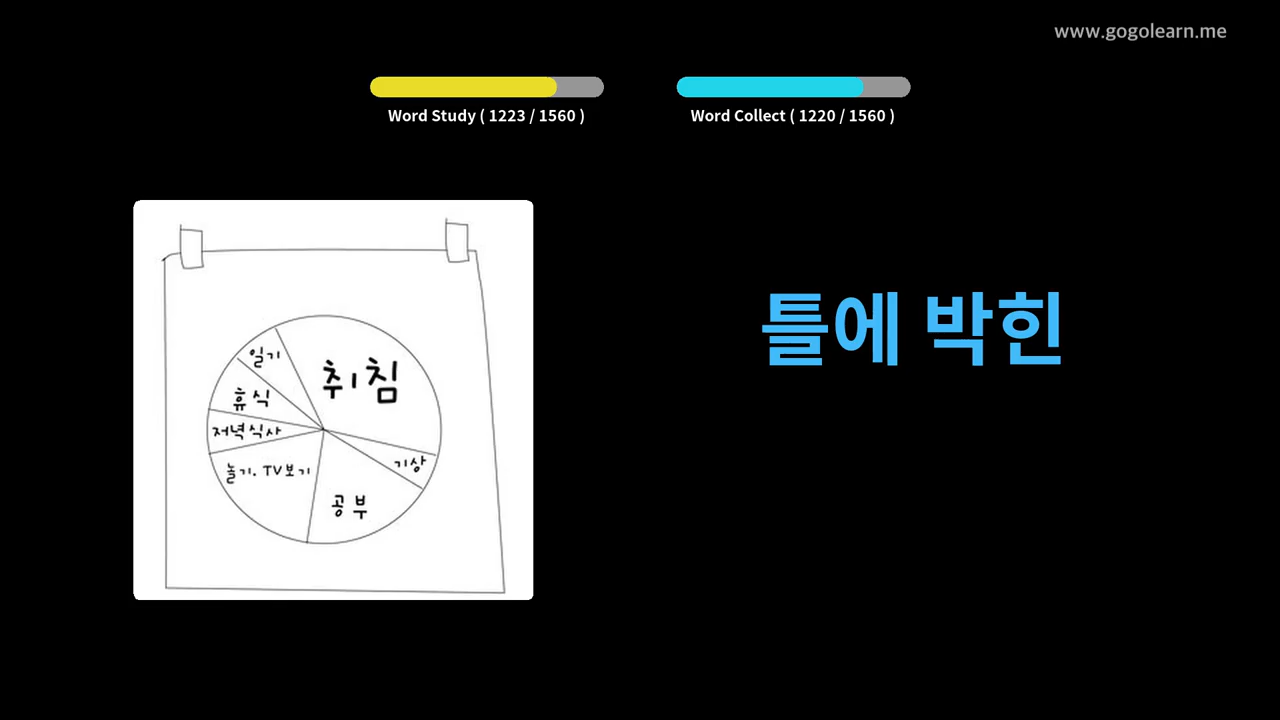 www.gogolearn.me
Word Study ( 1223 / 1560 )
Word Collect ( 1220 / 1560 )
일기
취침
휴식
저녁식사
놀기. TV보기
기상
공부
틀에 박힌